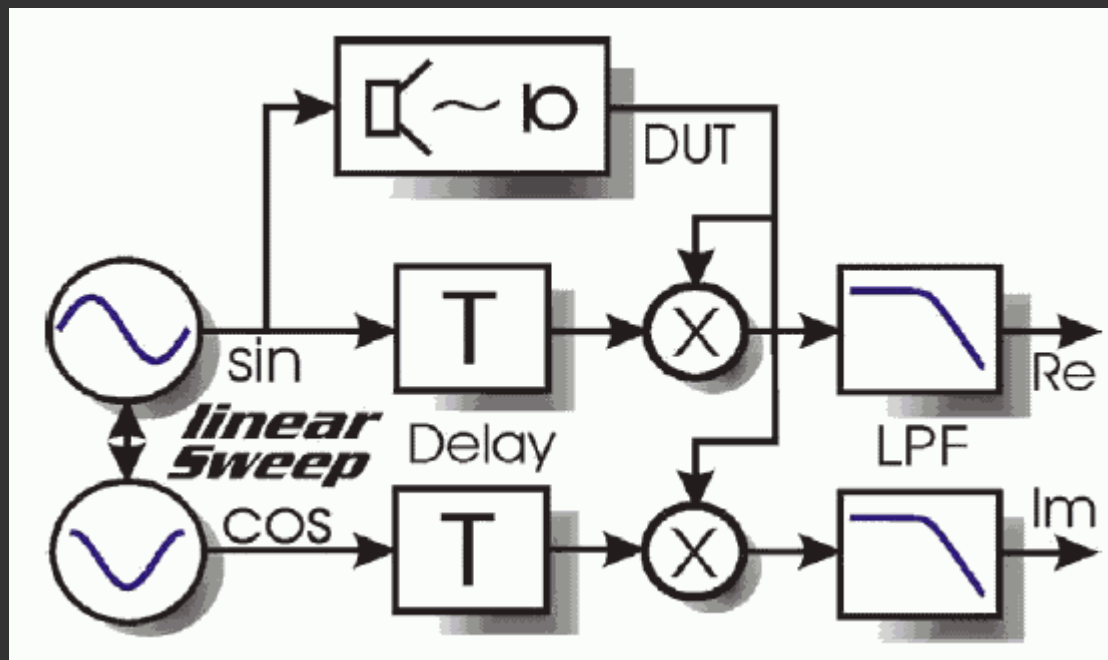 DUT
T
X
sin
Re
linear
Sweep
Delay
LPF
cos
T
X
Im